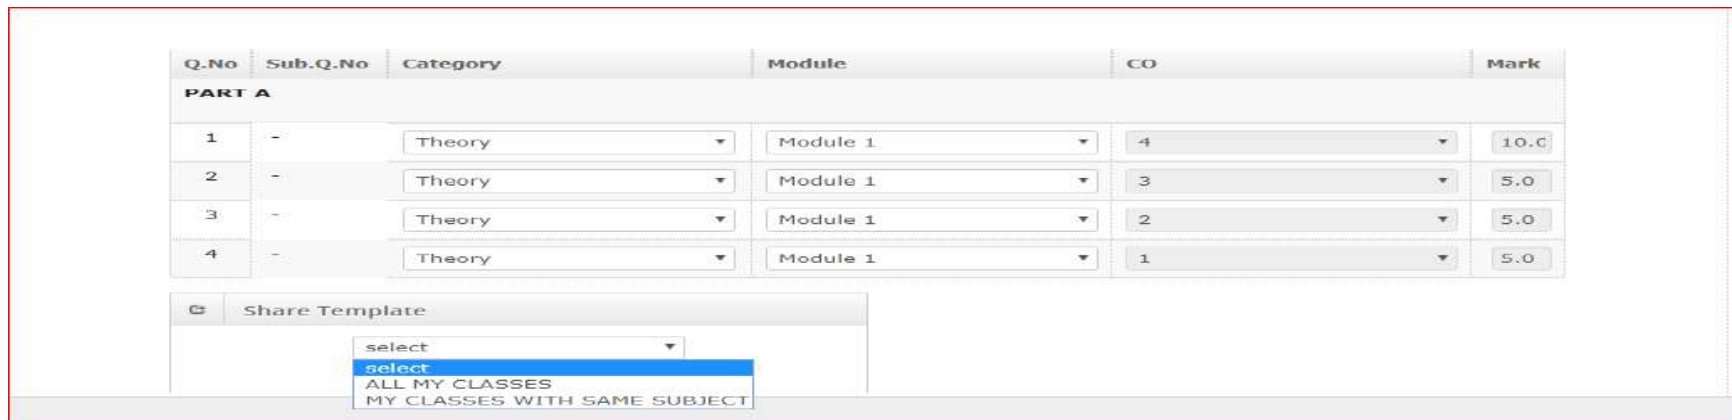 Q.No Sub.Q.No Category Module CO Mark
PART A
1 - Theory Module 1 4 10.0
2 - Theory Module 1 3 5.0
3 - Theory Module 1 2 5.0
4 - Theory Module 1 1 5.0
Share Template
select
select
ALL MY CLASSES
MY CLASSES WITH SAME SUBJECT